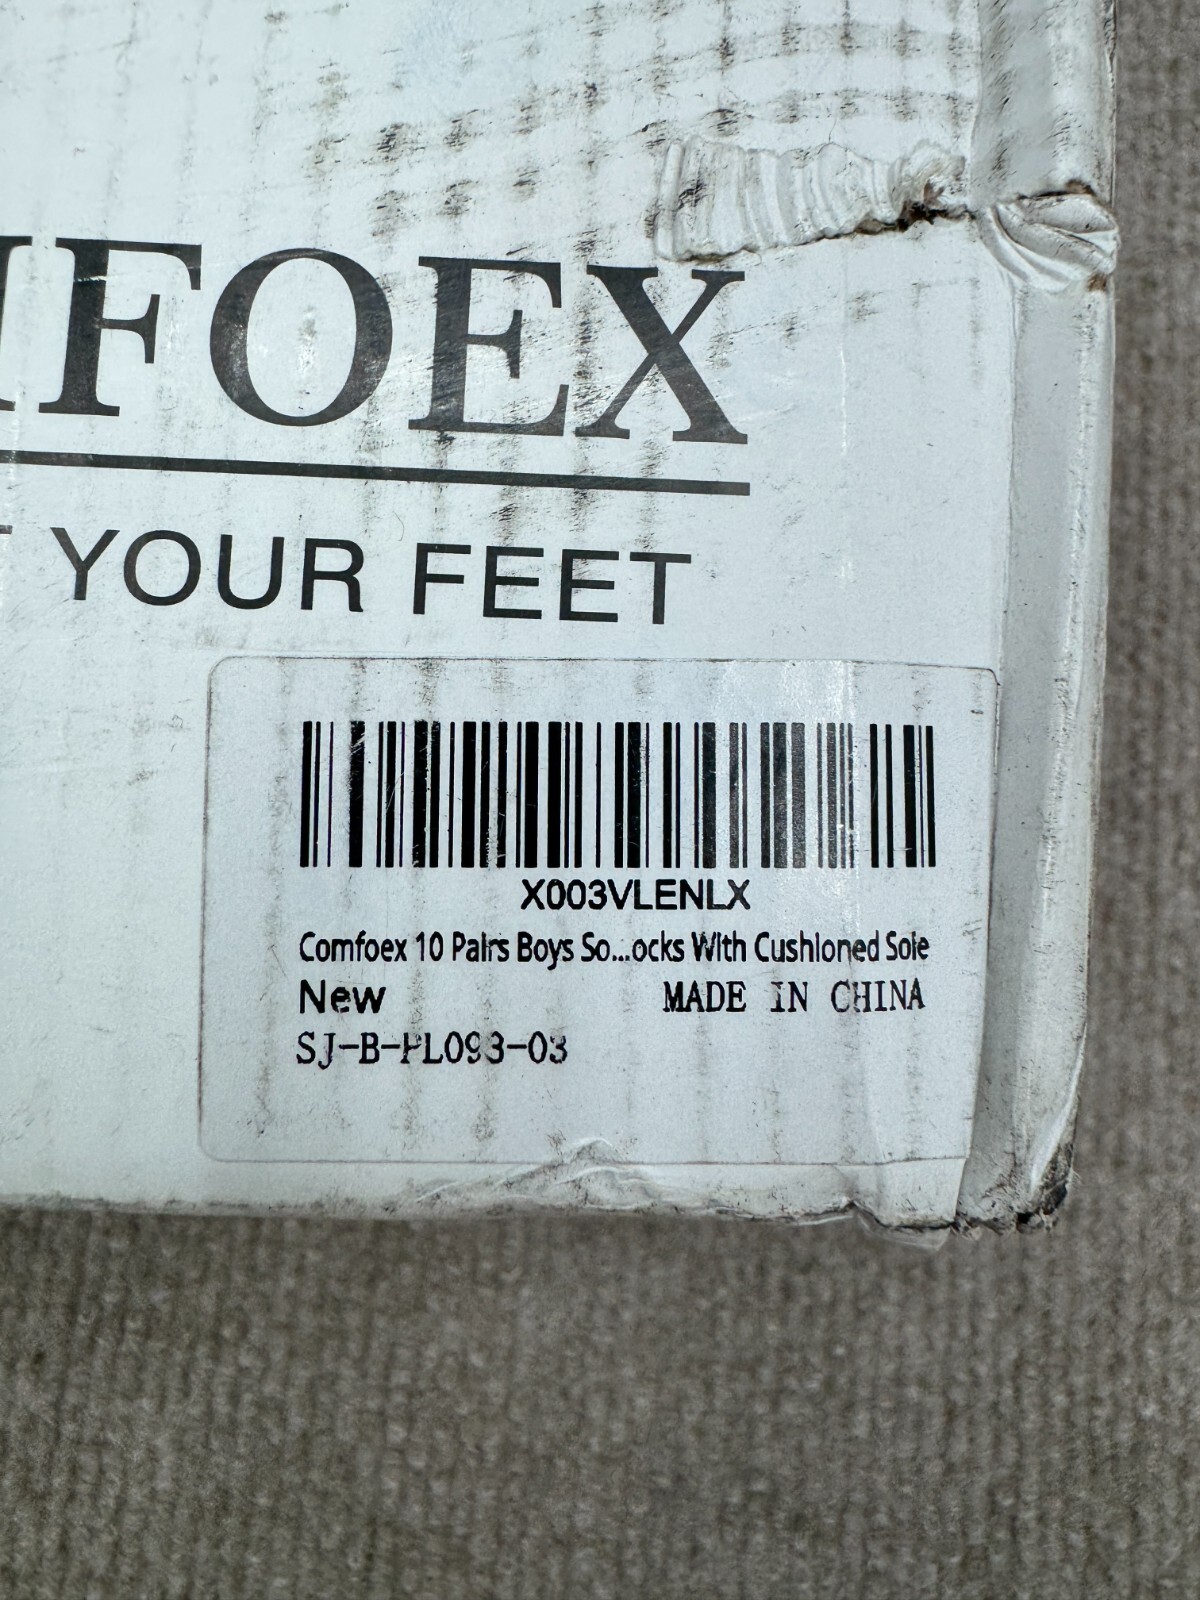 MFOEX
T YOUR FEET
X003VLENLX
Comfoex 10 Pairs Boys So...ocks With Cushioned Sole
New MADE IN CHINA
SJ-B-PL093-03